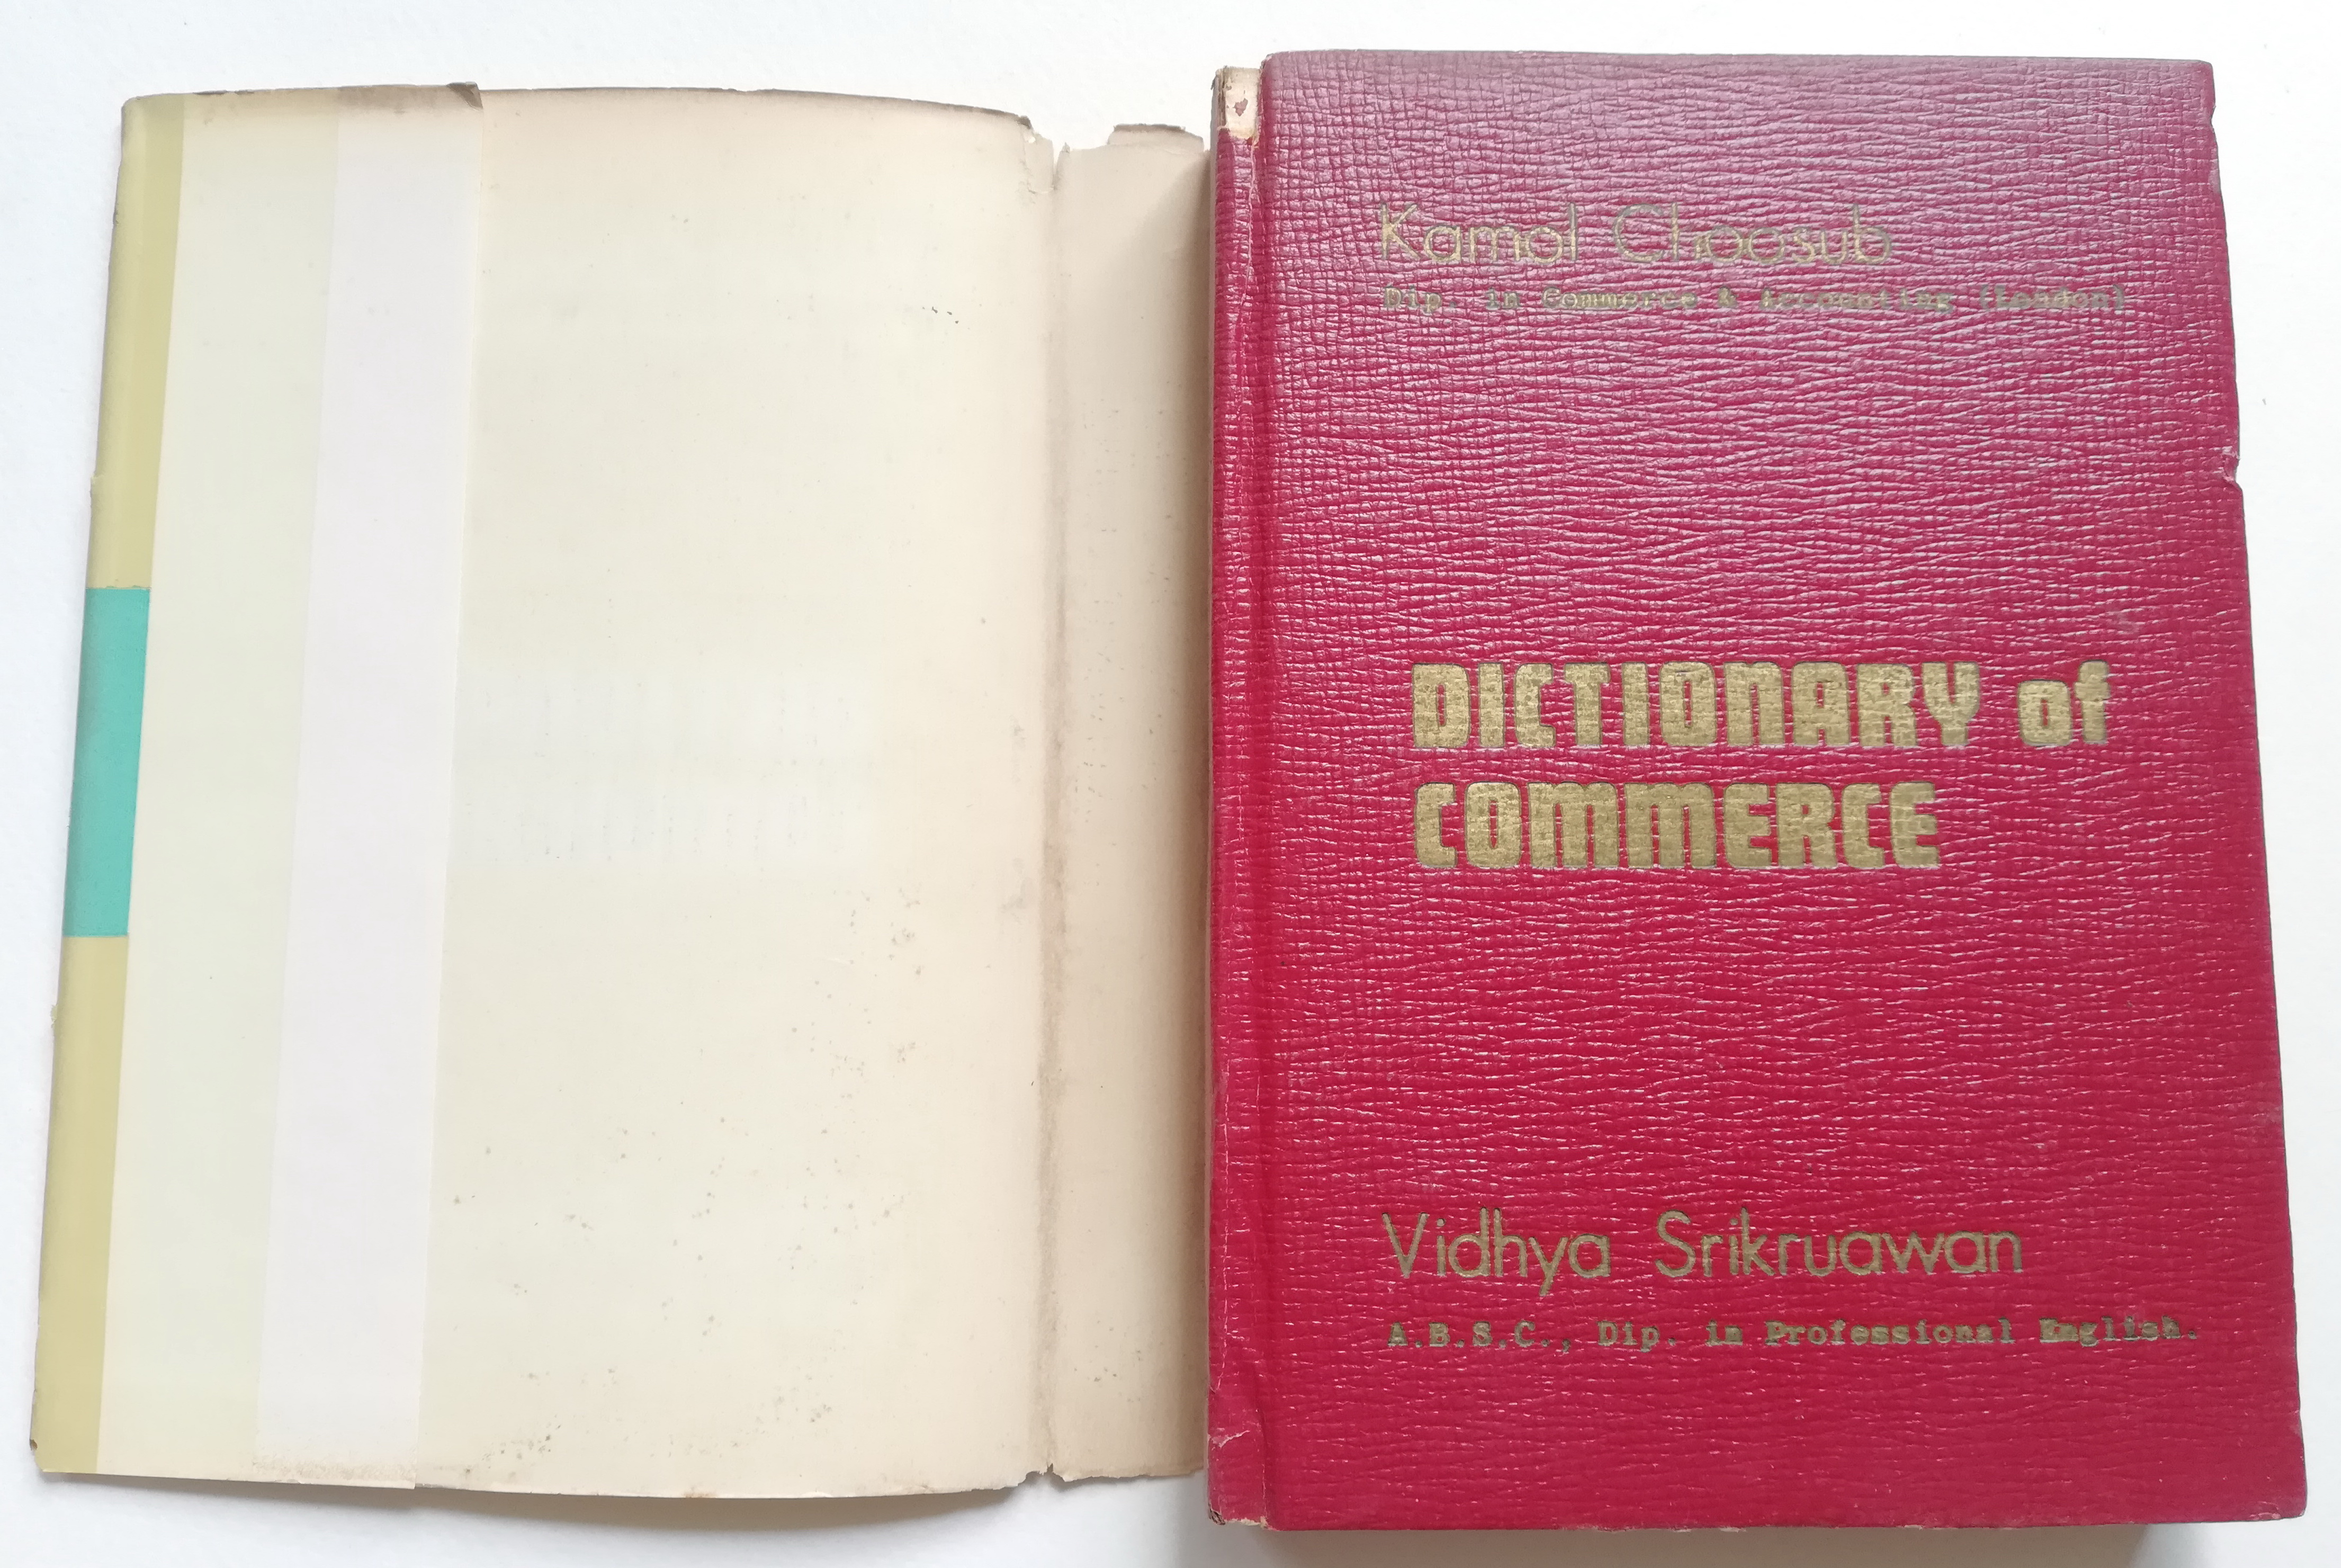 Kamol Choosub
Dip. in Commerce & Accounting (London)
DICTIONARY of
COMMERCE
Vidhya Srikruawan
A.B.S.C., Dip. in Professional English.